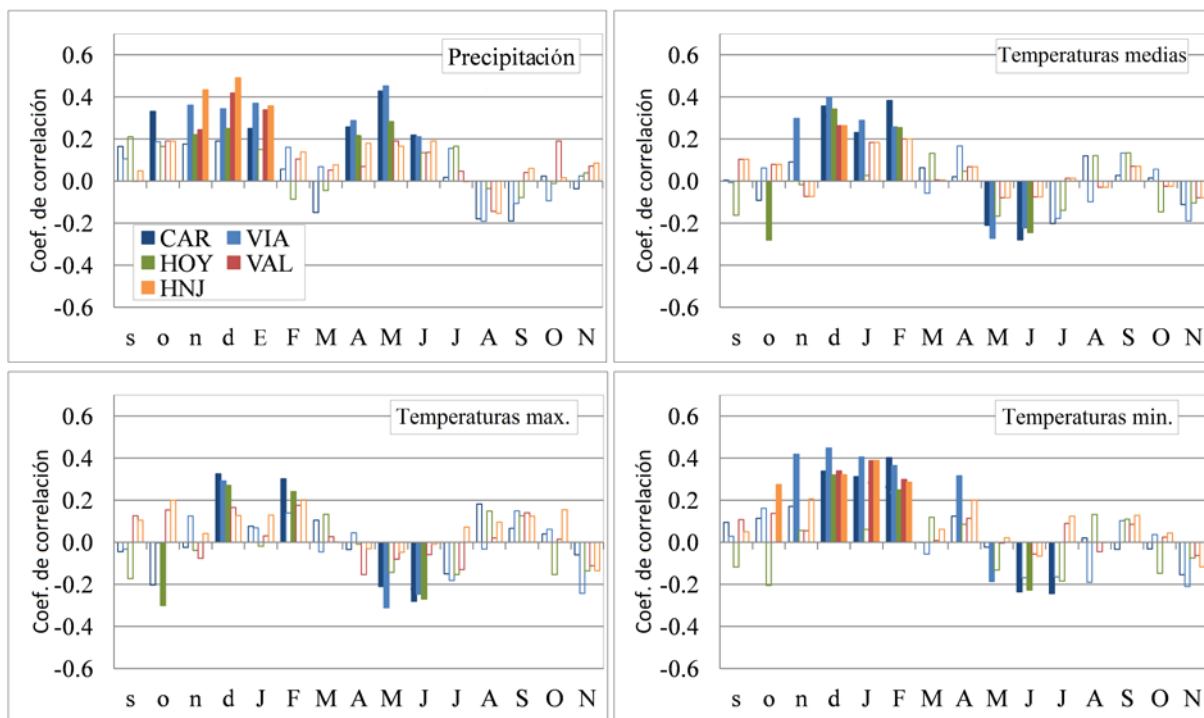 Precipitación
Coef. de correlación
0.6
0.4
0.2
0.0
-0.2
-0.4
-0.6
CAR VIA
HOY VAL
HNJ
s o n d E F M A M J J A S O N
Temperaturas medias
Coef. de correlación
0.6
0.4
0.2
0.0
-0.2
-0.4
-0.6
s o n d J F M A M J J A S O N
Temperaturas max.
Coef. de correlación
0.6
0.4
0.2
0.0
-0.2
-0.4
-0.6
s o n d J F M A M J J A S O N
Temperaturas min.
Coef. de correlación
0.6
0.4
0.2
0.0
-0.2
-0.4
-0.6
s o n d J F M A M J J A S O N